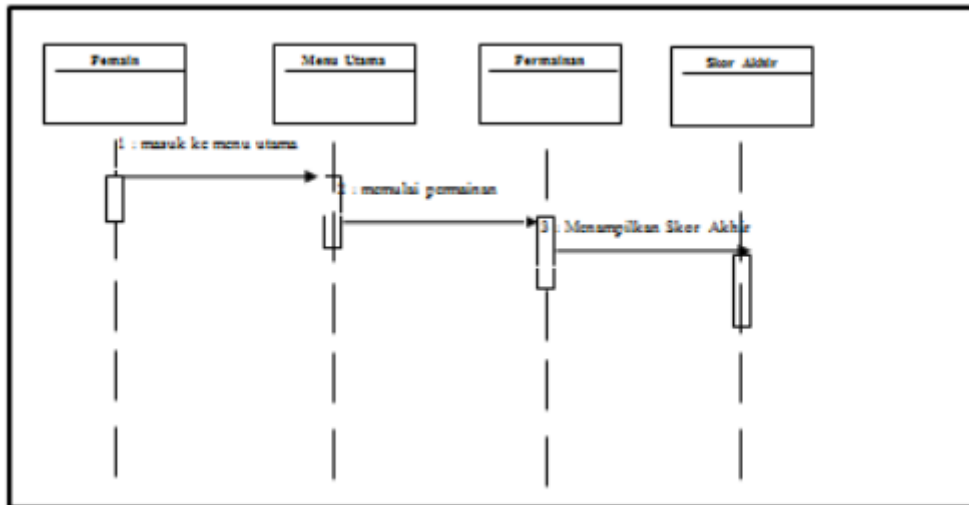 Pemain
Menu Utama
Permainan
Skor Akhir
1 : masuk ke menu utama
2 : memulai permainan
3 : Menampilkan Skor Akhir